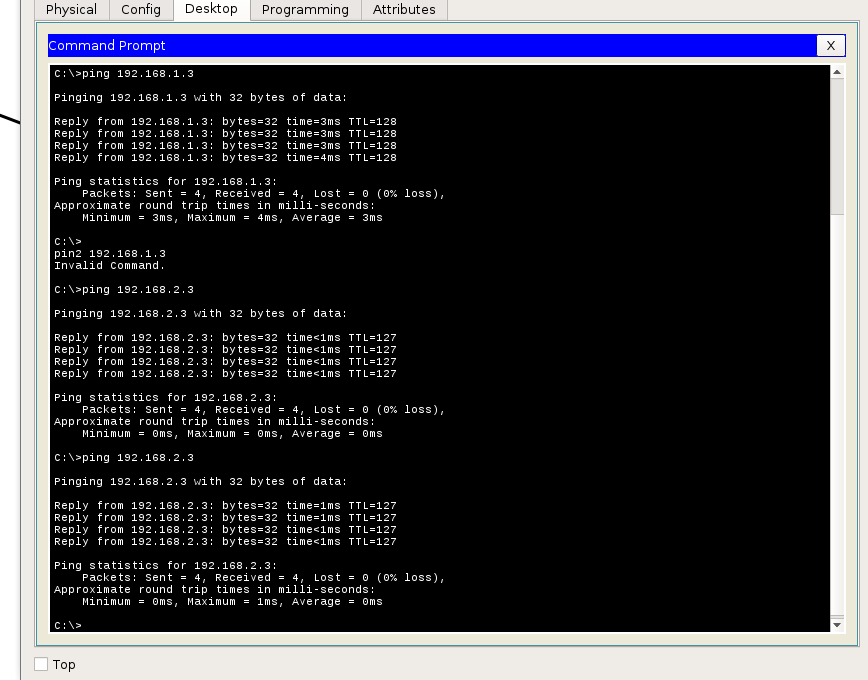 Physical Config Desktop Programming Attributes
Command Prompt X
C:\>ping 192.168.1.3
Pinging 192.168.1.3 with 32 bytes of data:
Reply from 192.168.1.3: bytes=32 time=3ms TTL=128
Reply from 192.168.1.3: bytes=32 time=3ms TTL=128
Reply from 192.168.1.3: bytes=32 time=3ms TTL=128
Reply from 192.168.1.3: bytes=32 time=4ms TTL=128
Ping statistics for 192.168.1.3:
    Packets: Sent = 4, Received = 4, Lost = 0 (0% loss),
Approximate round trip times in milli-seconds:
    Minimum = 3ms, Maximum = 4ms, Average = 3ms
C:\>
pin2 192.168.1.3
Invalid Command.
C:\>ping 192.168.2.3
Pinging 192.168.2.3 with 32 bytes of data:
Reply from 192.168.2.3: bytes=32 time<1ms TTL=127
Reply from 192.168.2.3: bytes=32 time<1ms TTL=127
Reply from 192.168.2.3: bytes=32 time<1ms TTL=127
Reply from 192.168.2.3: bytes=32 time<1ms TTL=127
Ping statistics for 192.168.2.3:
    Packets: Sent = 4, Received = 4, Lost = 0 (0% loss),
Approximate round trip times in milli-seconds:
    Minimum = 0ms, Maximum = 0ms, Average = 0ms
C:\>ping 192.168.2.3
Pinging 192.168.2.3 with 32 bytes of data:
Reply from 192.168.2.3: bytes=32 time=1ms TTL=127
Reply from 192.168.2.3: bytes=32 time=1ms TTL=127
Reply from 192.168.2.3: bytes=32 time<1ms TTL=127
Reply from 192.168.2.3: bytes=32 time<1ms TTL=127
Ping statistics for 192.168.2.3:
    Packets: Sent = 4, Received = 4, Lost = 0 (0% loss),
Approximate round trip times in milli-seconds:
    Minimum = 0ms, Maximum = 1ms, Average = 0ms
C:\>
Top